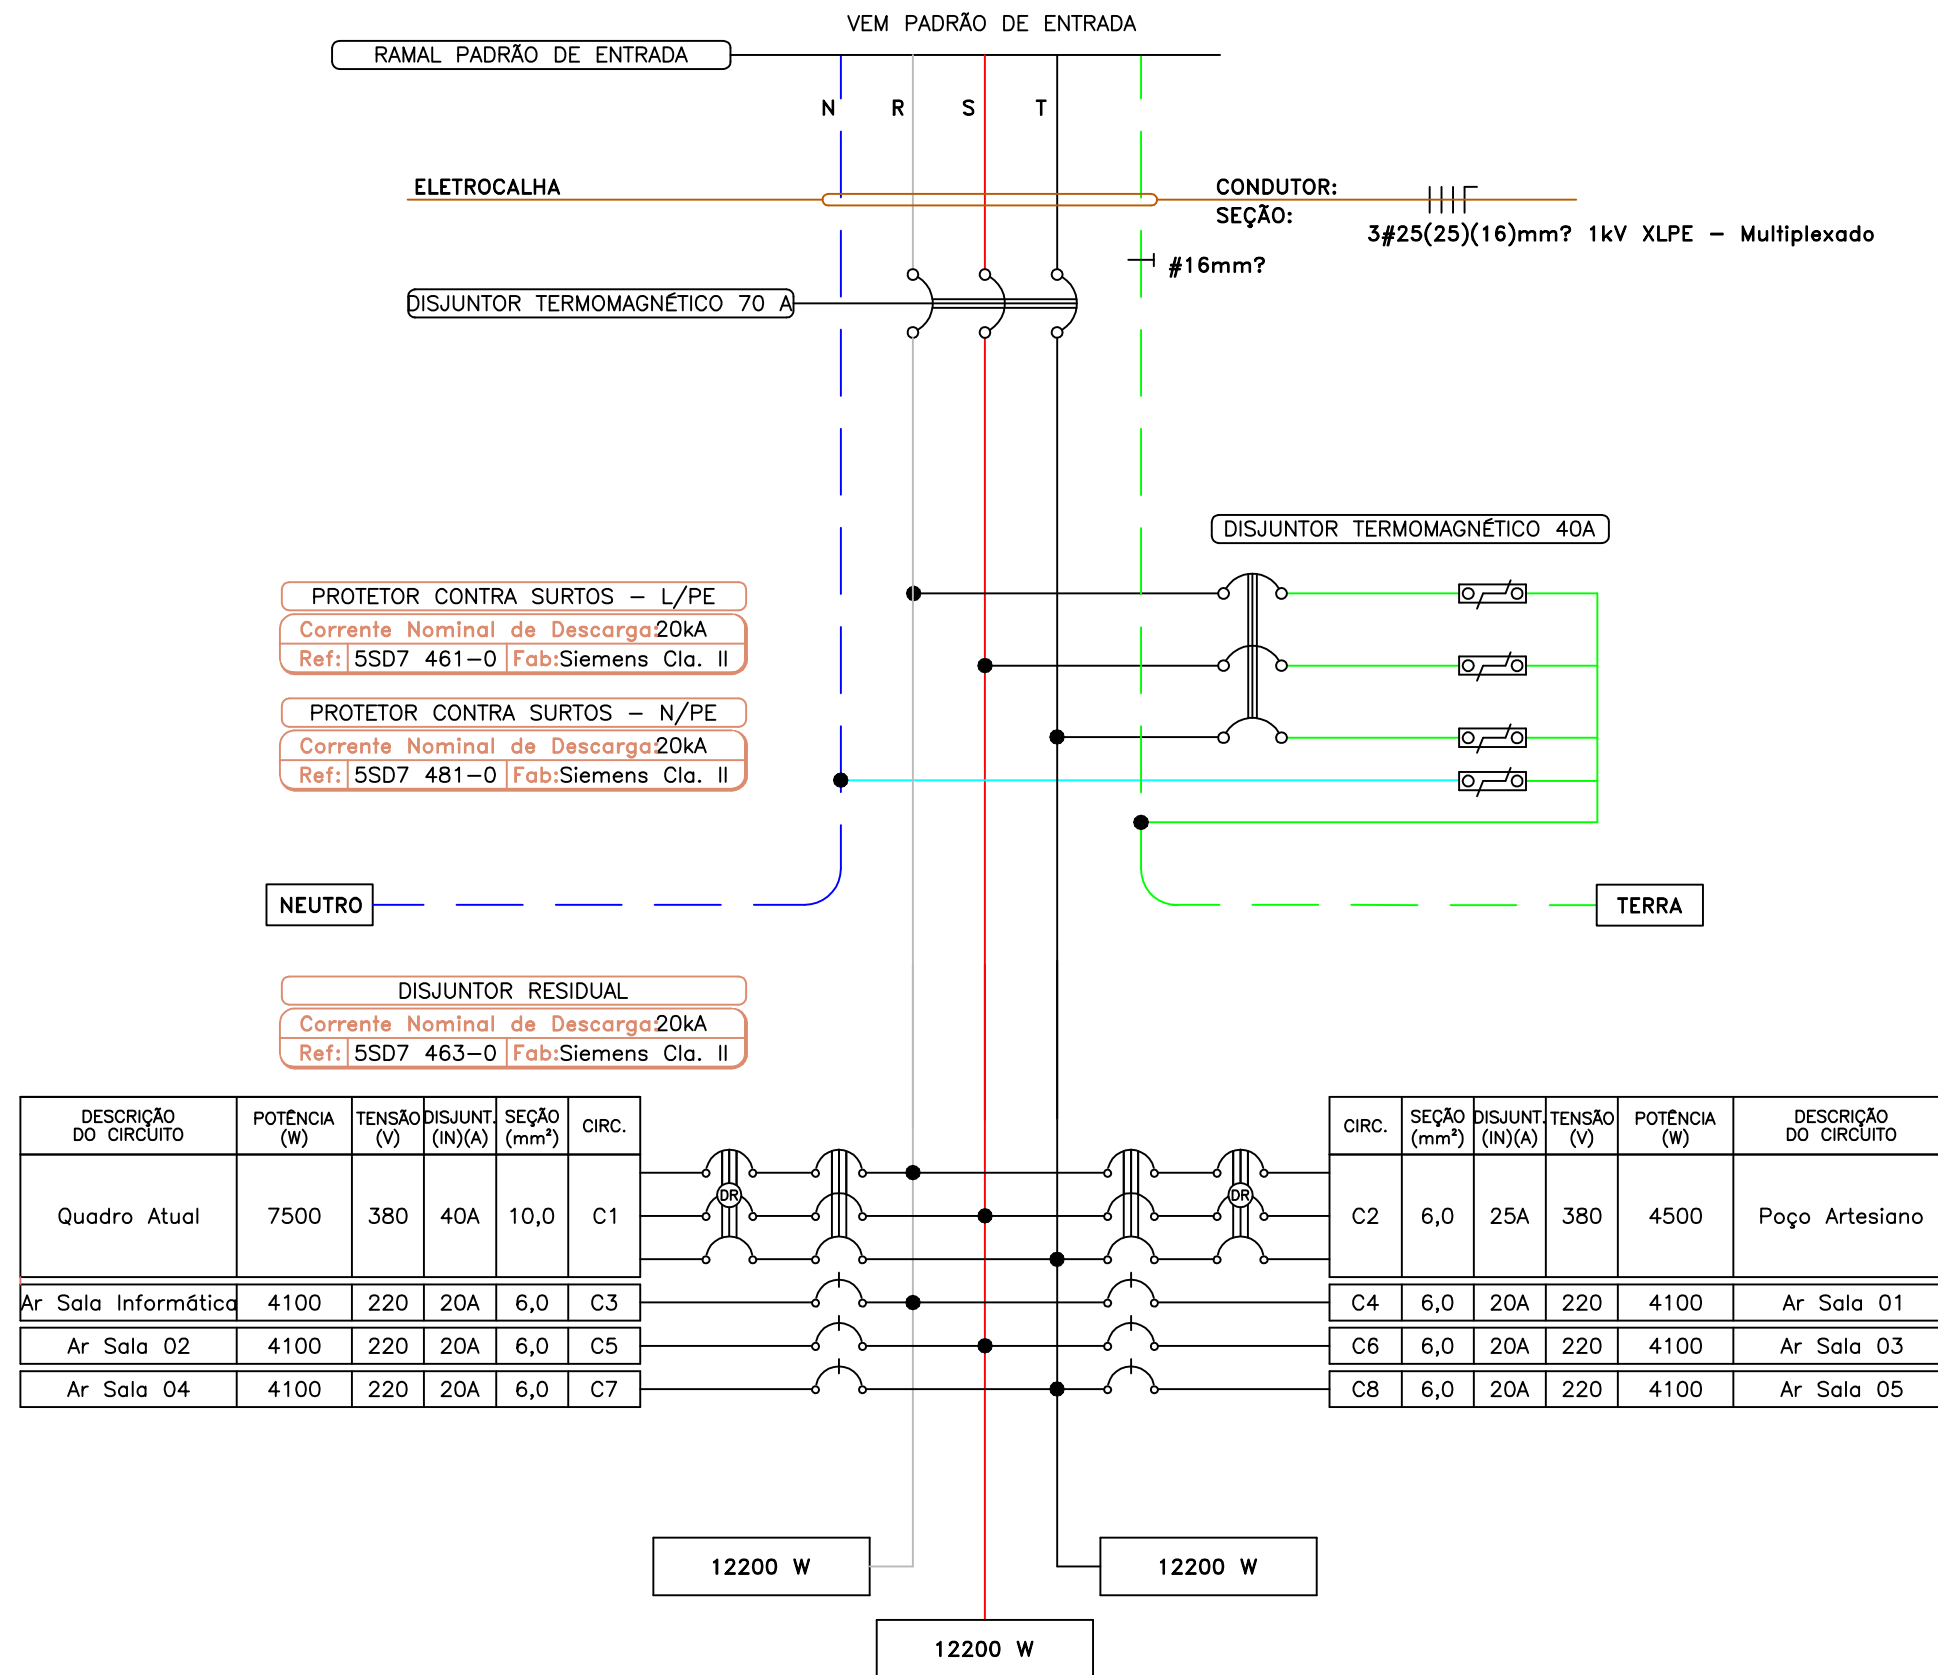 VEM PADRÃO DE ENTRADA
RAMAL PADRÃO DE ENTRADA
N R S T
ELETROCALHA
CONDUTOR:
SEÇÃO:
3#25(25)(16)mm? 1kV XLPE - Multiplexado
#16mm?
DISJUNTOR TERMOMAGNÉTICO 70 A
DISJUNTOR TERMOMAGNÉTICO 40A
PROTETOR CONTRA SURTOS - L/PE
Corrente Nominal de Descarga: 20kA
Ref: 5SD7 461-0 Fab: Siemens Cla. II
PROTETOR CONTRA SURTOS - N/PE
Corrente Nominal de Descarga: 20kA
Ref: 5SD7 481-0 Fab: Siemens Cla. II
NEUTRO
TERRA
DISJUNTOR RESIDUAL
Corrente Nominal de Descarga: 20kA
Ref: 5SD7 463-0 Fab: Siemens Cla. II
DESCRIÇÃO DO CIRCUITO POTÊNCIA (W) TENSÃO (V) DISJUNT. (IN)(A) SEÇÃO (mm²) CIRC.
Quadro Atual 7500 380 40A 10,0 C1
Ar Sala Informática 4100 220 20A 6,0 C3
Ar Sala 02 4100 220 20A 6,0 C5
Ar Sala 04 4100 220 20A 6,0 C7
DR
DR
CIRC. SEÇÃO (mm²) DISJUNT. (IN)(A) TENSÃO (V) POTÊNCIA (W) DESCRIÇÃO DO CIRCUITO
C2 6,0 25A 380 4500 Poço Artesiano
C4 6,0 20A 220 4100 Ar Sala 01
C6 6,0 20A 220 4100 Ar Sala 03
C8 6,0 20A 220 4100 Ar Sala 05
12200 W
12200 W
12200 W